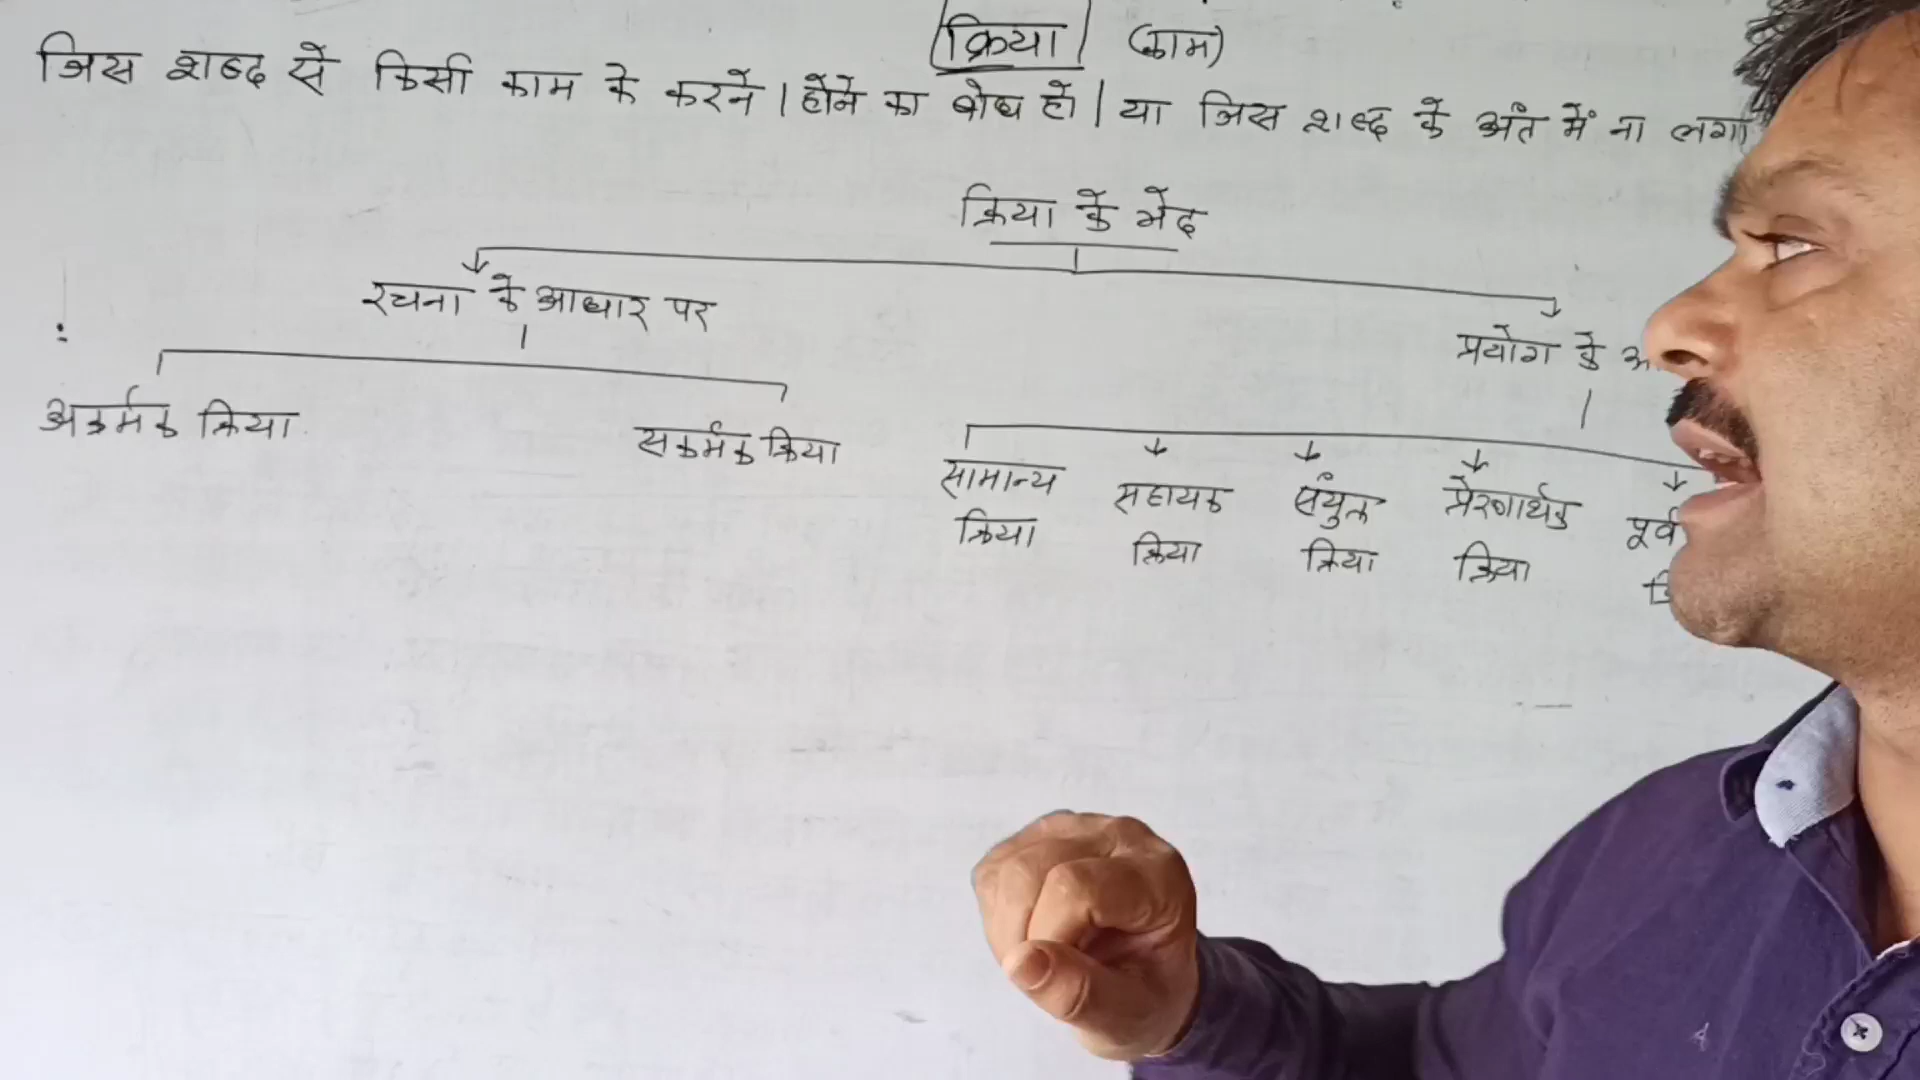 क्रिया (काम)
जिस शब्द से किसी काम के करने । होने का बोध हो । या जिस शब्द के अंत में ना लगा
क्रिया के भेद
रचना के आधार पर
प्रयोग के
अकर्मक क्रिया
सकर्मक क्रिया
सामान्य क्रिया
सहायक क्रिया
संयुक्त क्रिया
प्रेरणार्थक क्रिया
पूर्व